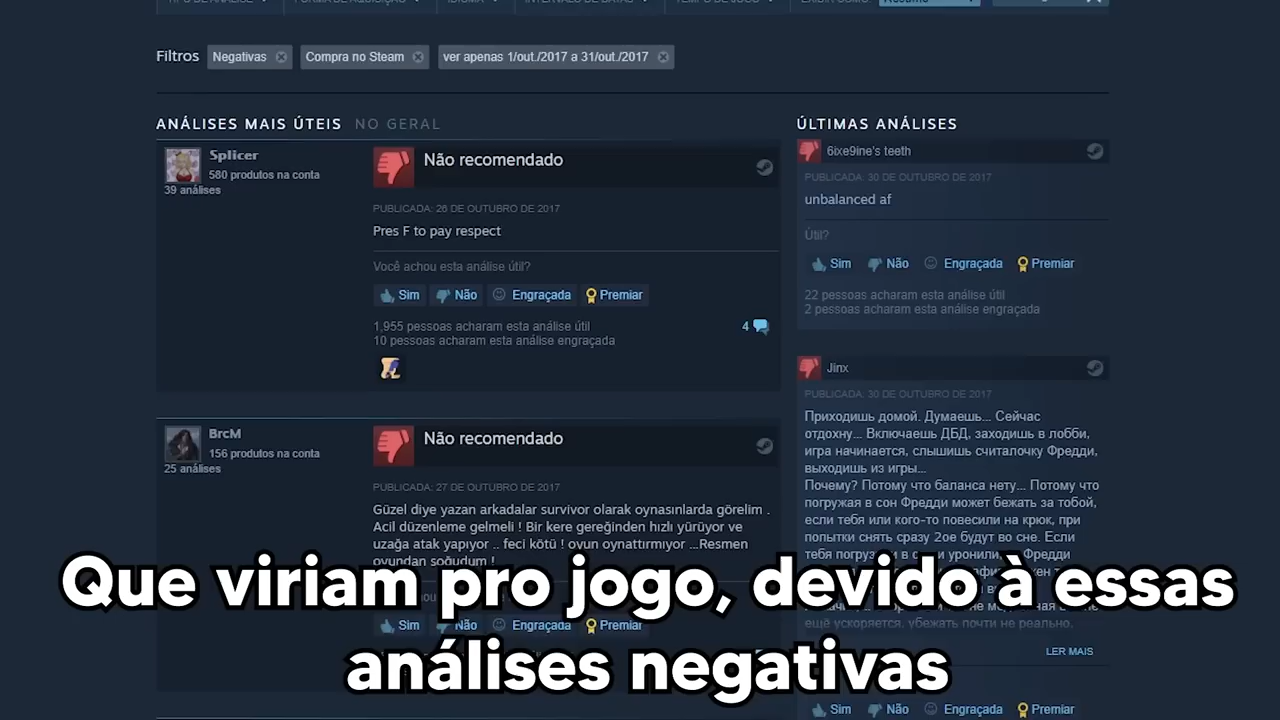 Filtros
Negativas
Compra no Steam
ver apenas 1/out./2017 a 31/out./2017
ANÁLISES MAIS ÚTEIS NO GERAL
Splicer
580 produtos na conta
39 análises
Não recomendado
PUBLICADA: 26 DE OUTUBRO DE 2017
Pres F to pay respect
Você achou esta análise útil?
Sim Não Engraçada Premiar
1,955 pessoas acharam esta análise útil
10 pessoas acharam esta análise engraçada
4
BrcM
156 produtos na conta
25 análises
Não recomendado
PUBLICADA: 27 DE OUTUBRO DE 2017
Güzel diye yazan arkadalar survivor olarak oynasınlarda görelim .
Acil düzenleme gelmeli ! Bir kere gereğinden hızlı yürüyor ve
uzağa atak yapıyor .. feci kötü ! oyun oynattırmıyor ...Resmen
oyundan soğudum !
Sim Não Engraçada Premiar
ÚLTIMAS ANÁLISES
6ixe9ine's teeth
PUBLICADA: 30 DE OUTUBRO DE 2017
unbalanced af
Útil?
Sim Não Engraçada Premiar
22 pessoas acharam esta análise útil
2 pessoas acharam esta análise engraçada
Jinx
PUBLICADA: 30 DE OUTUBRO DE 2017
Приходишь домой. Думаешь... Сейчас
отдохну... Включаешь ДБД, заходишь в лобби,
игра начинается, слышишь считалочку Фредди,
выходишь из игры...
Почему? Потому что баланса нету... Потому что
погружая в сон Фредди может бежать за тобой,
если тебя или кого-то повесили на крюк, при
попытки снять сразу 2ое будут во сне. Если
тебя Фредди
ещё ускоряется, убежать почти не реально.
LER MAIS
Sim Não Engraçada Premiar
Que viriam pro jogo, devido à essas
análises negativas